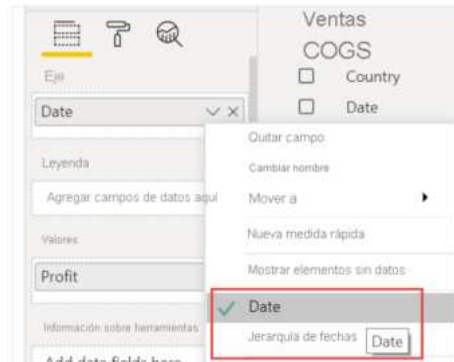 Ventas
COGS
Eje
Country
Date
Date
Quitar campo
Cambiar nombre
Leyenda
Agregar campos de datos aquí
Mover a
Valores
Nueva medida rápida
Mostrar elementos sin datos
Profit
Date
Información sobre herramientas
Jerarquía de fechas
Date
Add data fields here